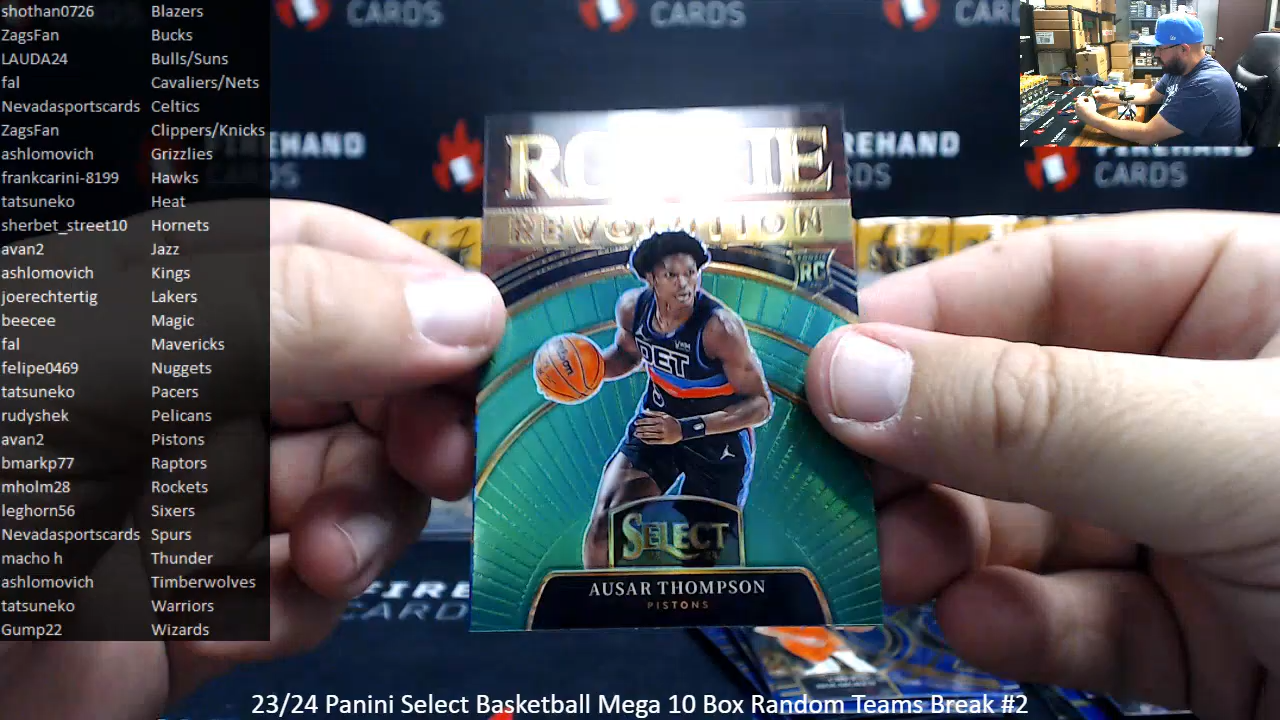 shothan0726 Blazers
ZagsFan Bucks
LAUDA24 Bulls/Suns
fal Cavaliers/Nets
Nevadasportscards Celtics
ZagsFan Clippers/Knicks
ashlomovich Grizzlies
frankcarini-8199 Hawks
tatsuneko Heat
sherbet_street10 Hornets
avan2 Jazz
ashlomovich Kings
joerechtertig Lakers
beecee Magic
fal Mavericks
felipe0469 Nuggets
tatsuneko Pacers
rudyshek Pelicans
avan2 Pistons
bmarkp77 Raptors
mholm28 Rockets
leghorn56 Sixers
Nevadasportscards Spurs
macho h Thunder
ashlomovich Timberwolves
tatsuneko Warriors
Gump22 Wizards
CARDS
CARDS
CARDS
FIREHAND
CARDS
ROOKIE
REVOLUTION
RC
DET
SELECT
AUSAR THOMPSON
PISTONS
23/24 Panini Select Basketball Mega 10 Box Random Teams Break #2